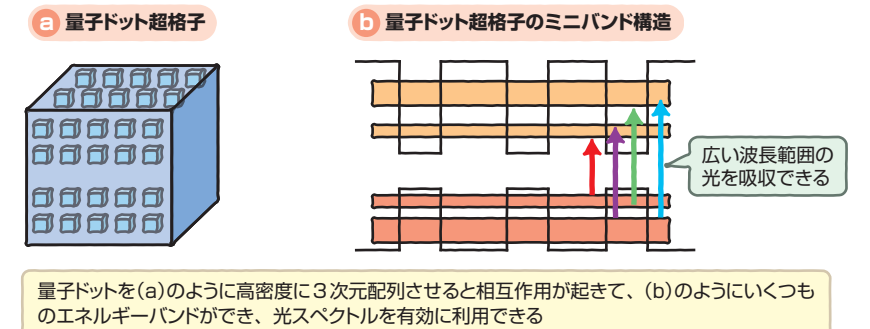 a 量子ドット超格子
b 量子ドット超格子のミニバンド構造
広い波長範囲の
光を吸収できる
量子ドットを(a)のように高密度に3次元配列させると相互作用が起きて、(b)のようにいくつも
のエネルギーバンドができ、光スペクトルを有効に利用できる